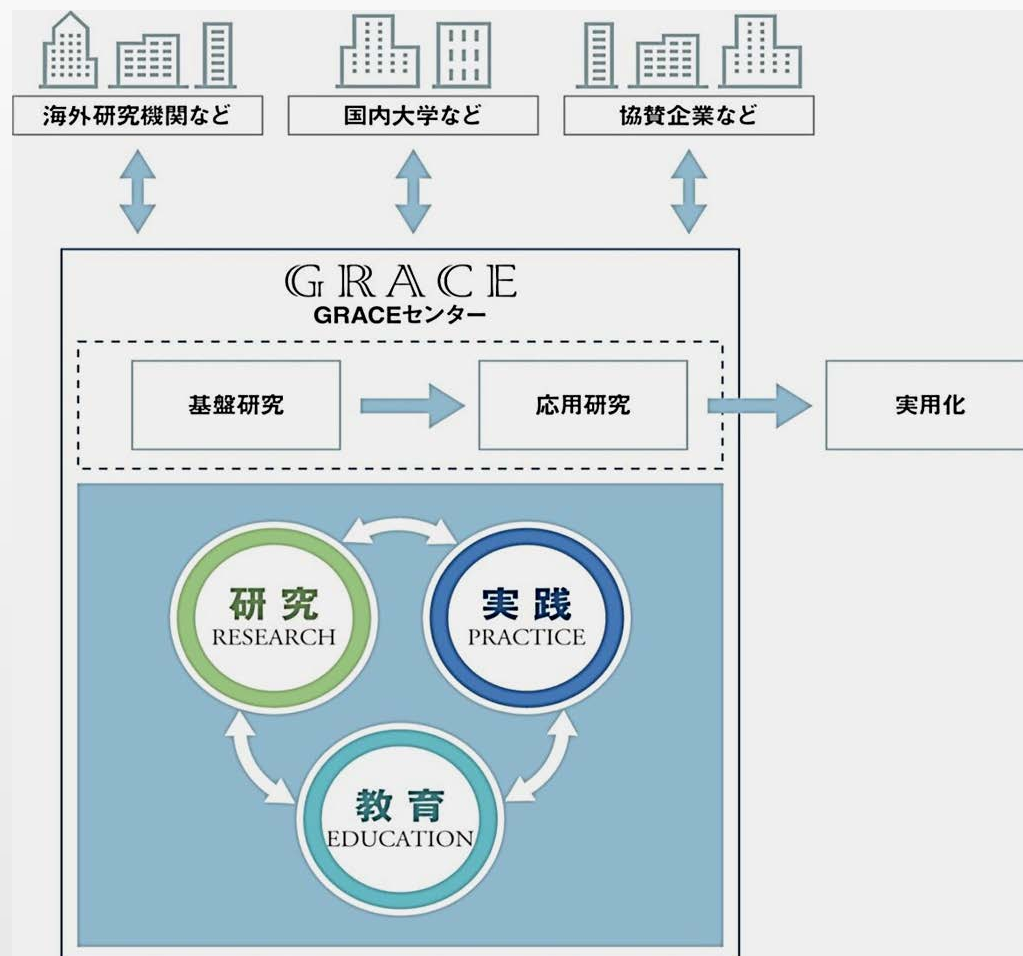 海外研究機関など
国内大学など
協賛企業など
GRACE
GRACEセンター
基盤研究
応用研究
実用化
研究
RESEARCH
実践
PRACTICE
教育
EDUCATION